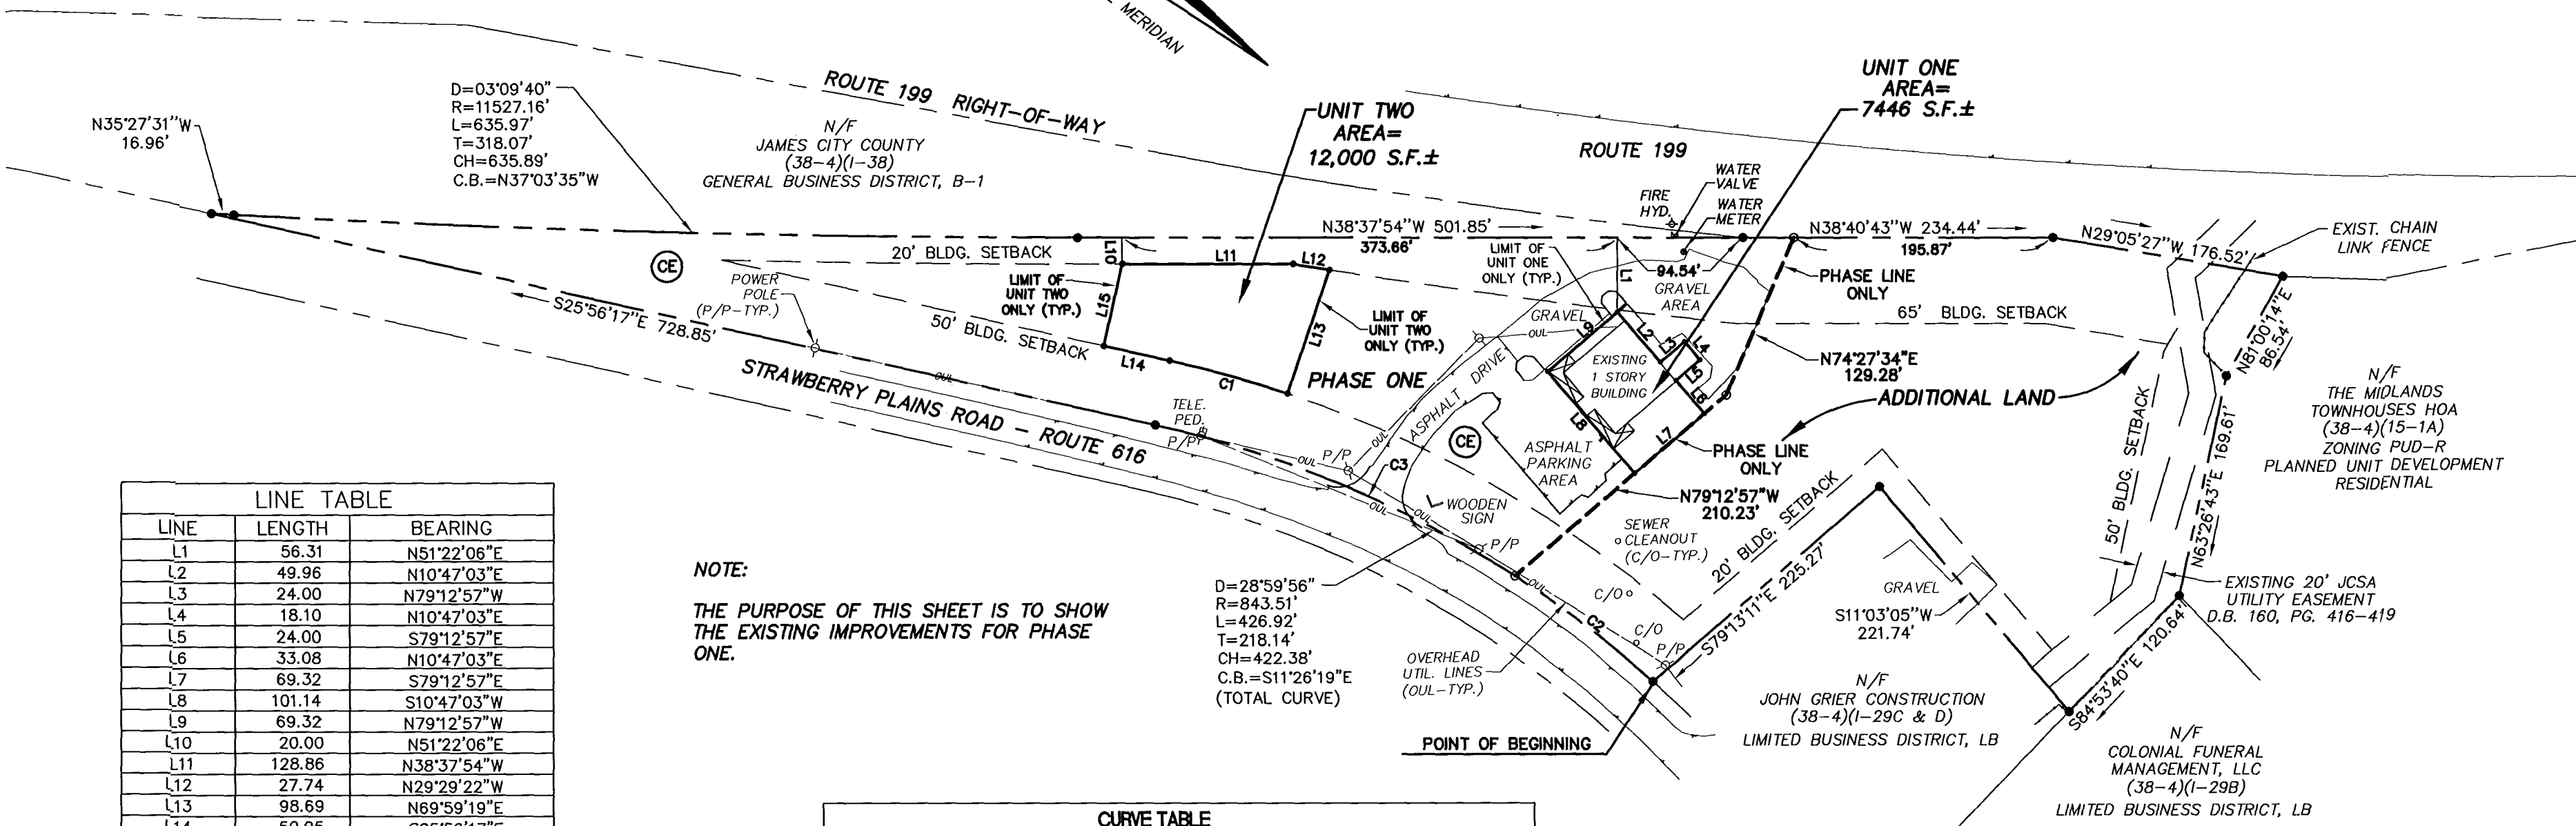 MERIDIAN
ROUTE 199 RIGHT-OF-WAY
N35°27'31"W
16.96'
D=03°09'40"
R=11527.16'
L=635.97'
T=318.07'
CH=635.89'
C.B.=N37°03'35"W
N/F
JAMES CITY COUNTY
(38-4)(1-38)
GENERAL BUSINESS DISTRICT, B-1
UNIT TWO
AREA=
12,000 S.F.±
UNIT ONE
AREA=
7446 S.F.±
ROUTE 199
WATER
VALVE
FIRE
HYD.
WATER
METER
N38°37'54"W 501.85'
373.66'
94.54'
N38°40'43"W 234.44'
195.87'
N29°05'27"W 176.52'
EXIST. CHAIN
LINK FENCE
CE
20' BLDG. SETBACK
L10
L11
L12
L13
L14
L15
C1
LIMIT OF
UNIT TWO
ONLY (TYP.)
LIMIT OF
UNIT TWO
ONLY (TYP.)
LIMIT OF
UNIT ONE
ONLY (TYP.)
L1
GRAVEL
AREA
GRAVEL
OUL
PHASE LINE
ONLY
65' BLDG. SETBACK
POWER
POLE
(P/P-TYP.)
S25°56'17"E 728.85'
50' BLDG. SETBACK
OUL
STRAWBERRY PLAINS ROAD - ROUTE 616
PHASE ONE
L9
L2
L3
L4
L5
L6
L7
L8
EXISTING
1 STORY
BUILDING
N74°27'34"E
129.28'
ADDITIONAL LAND
N81°00'14"E
86.54'
N/F
THE MIDLANDS
TOWNHOUSES HOA
(38-4)(15-1A)
ZONING PUD-R
PLANNED UNIT DEVELOPMENT
RESIDENTIAL
TELE.
PED.
P/P
OUL
P/P
OUL
ASPHALT DRIVE
C3
CE
ASPHALT
PARKING
AREA
PHASE LINE
ONLY
N79°12'57"W
210.23'
OUL
OUL
WOODEN
SIGN
P/P
SEWER
CLEANOUT
(C/O-TYP.)
20' BLDG. SETBACK
50' BLDG. SETBACK
N63°26'43"E 169.61'
OUL
C/O
C/O
P/P
C2
S79°13'11"E 225.27'
GRAVEL
S11°03'05"W
221.74'
EXISTING 20' JCSA
UTILITY EASEMENT
D.B. 160, PG. 416-419
S84°53'40"E 120.64'
D=28°59'56"
R=843.51'
L=426.92'
T=218.14'
CH=422.38'
C.B.=S11°26'19"E
(TOTAL CURVE)
OVERHEAD
UTIL. LINES
(OUL-TYP.)
POINT OF BEGINNING
N/F
JOHN GRIER CONSTRUCTION
(38-4)(1-29C & D)
LIMITED BUSINESS DISTRICT, LB
N/F
COLONIAL FUNERAL
MANAGEMENT, LLC
(38-4)(1-29B)
LIMITED BUSINESS DISTRICT, LB
NOTE:
THE PURPOSE OF THIS SHEET IS TO SHOW
THE EXISTING IMPROVEMENTS FOR PHASE
ONE.
LINE TABLE
LINE LENGTH BEARING
L1 56.31 N51°22'06"E
L2 49.96 N10°47'03"E
L3 24.00 N79°12'57"W
L4 18.10 N10°47'03"E
L5 24.00 S79°12'57"E
L6 33.08 N10°47'03"E
L7 69.32 S79°12'57"E
L8 101.14 S10°47'03"W
L9 69.32 N79°12'57"W
L10 20.00 N51°22'06"E
L11 128.86 N38°37'54"W
L12 27.74 N29°29'22"W
L13 98.69 N69°59'19"E
CURVE TABLE